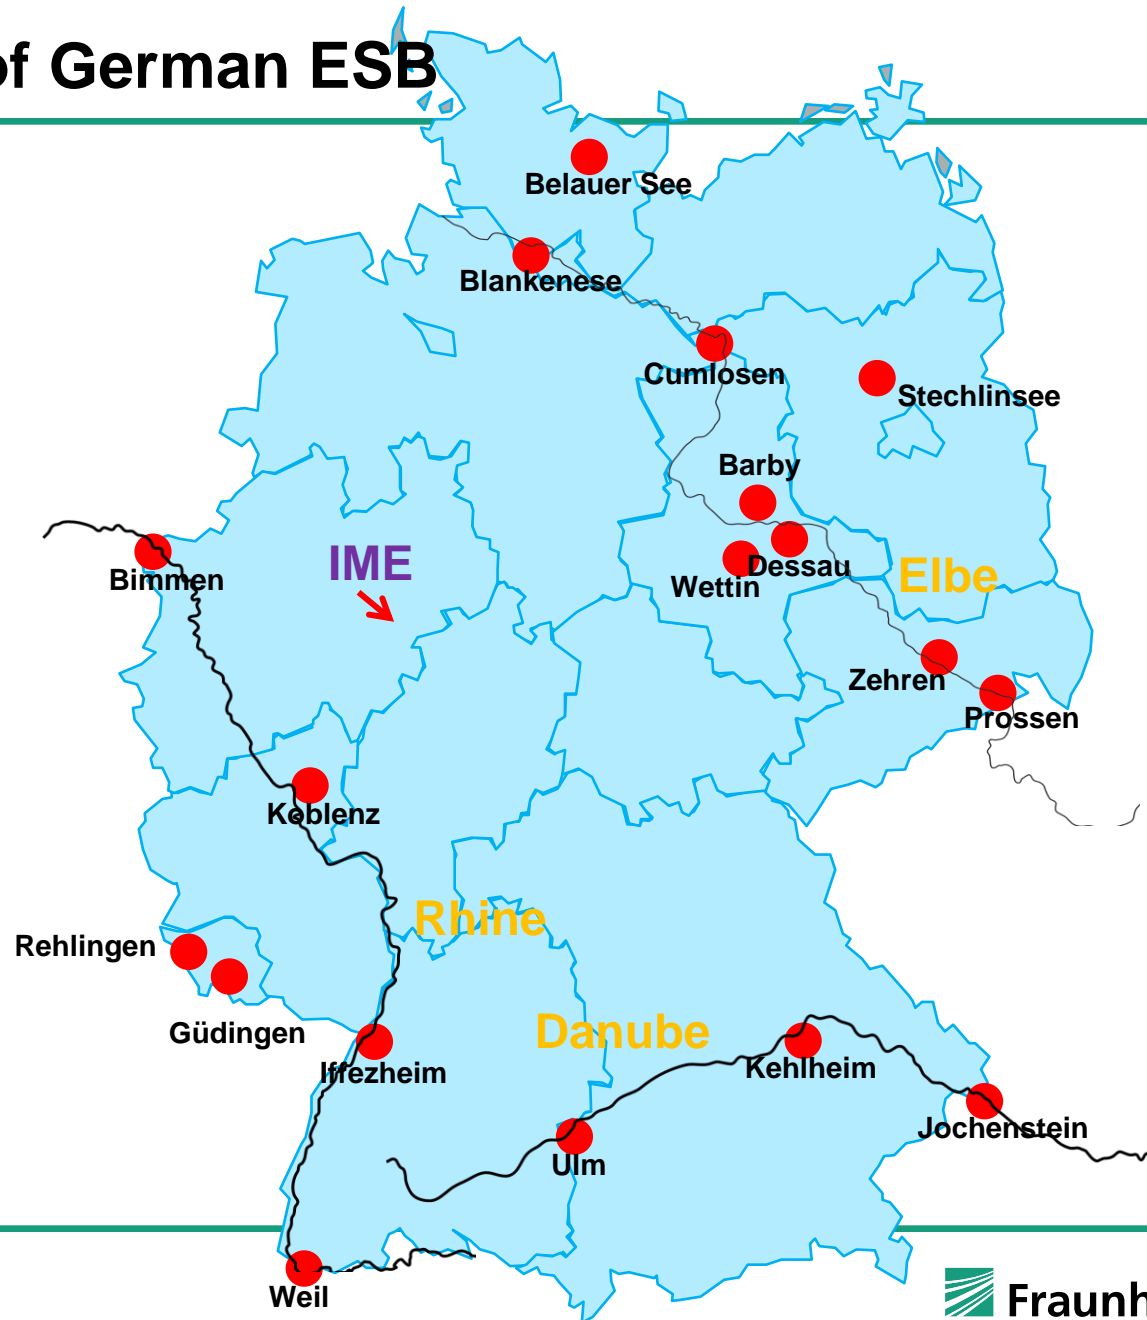 of German ESB
Belauer See
Blankenese
Cumlosen
Stechlinsee
Barby
IME
Bimmen
Dessau
Wettin
Elbe
Zehren
Prossen
Koblenz
Rhine
Rehlingen
Güdingen
Danube
Iffezheim
Kehlheim
Jochenstein
Ulm
Weil
Fraunh